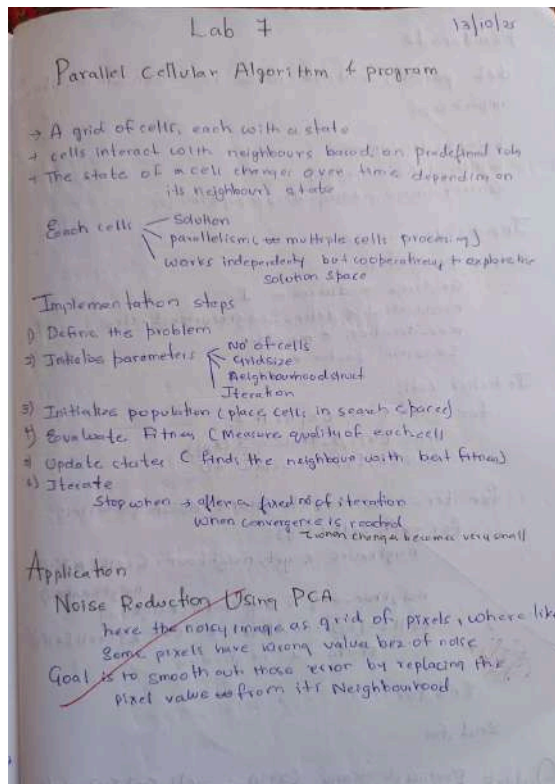 Lab 7
13/10/25
Parallel Cellular Algorithm & program
→ A grid of cells, each with a state
→ cells interact with neighbours based on predefined
→ The state of a cell changes over time depending on
its neighbours state
Each cells
Solution
parallelism ( multiple cells processing)
works independently but cooperatively to explore the
solution space
Implementation steps
1) Define the problem
2) Initialize parameters
No of cells
Gridsize
Neighbourhood struct
Iteration
3) Initialize population (place cells in search space)
4) Evaluate Fitness (Measure quality of each cell
5) Update states ( finds the neighbour with best fitness)
6) Iterate
Stop when → after a fixed no of iteration
when convergence is reached
when change becomes very small
Application
Noise Reduction Using PCA
here the noisy image as grid of pixels, where like
Some pixels have wrong value bcz of noise
Goal is to smooth out those error by replacing the
pixel value from its Neighbourhood